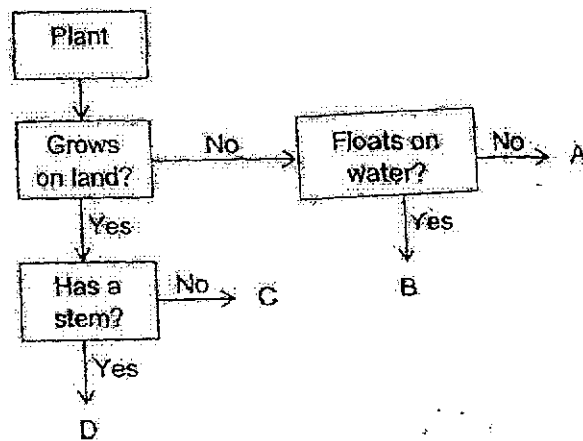 Plant
Grows
on land?
No
Floats on
water?
No
A
Yes
Yes
Has a
stem?
No
C
B
Yes
D